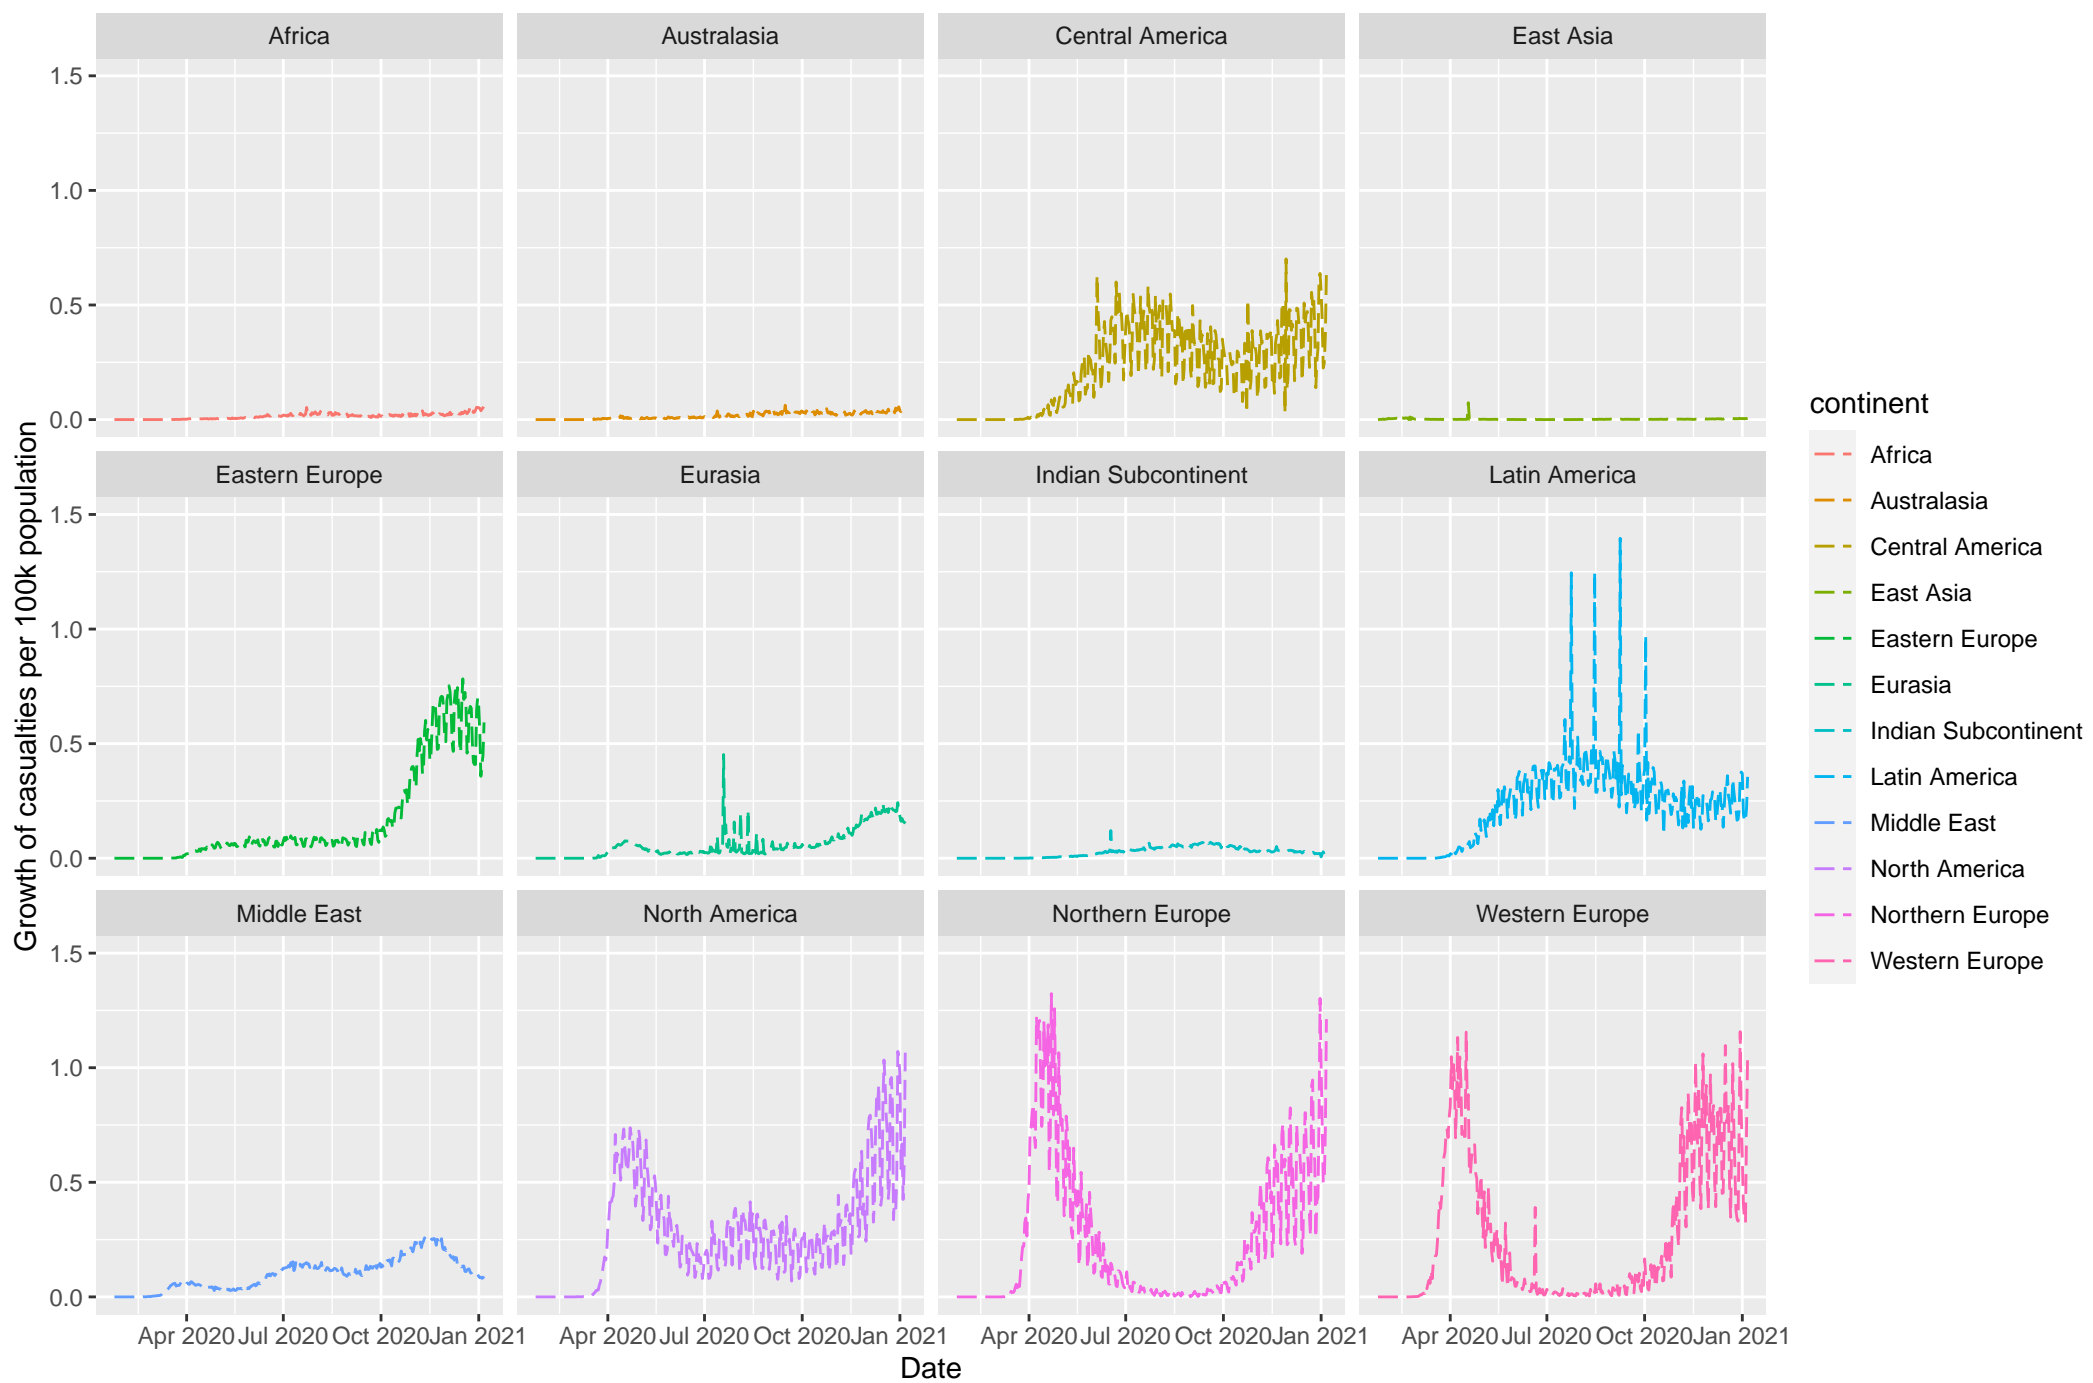 Africa
Australasia
Central America
East Asia
1.5
1.0
0.5
0.0
Eastern Europe
Eurasia
Indian Subcontinent
Latin America
1.5
1.0
0.5
0.0
Middle East
North America
Northern Europe
Western Europe
1.5
1.0
0.5
0.0
Apr 2020 Jul 2020 Oct 2020 Jan 2021
Apr 2020 Jul 2020 Oct 2020 Jan 2021
Apr 2020 Jul 2020 Oct 2020 Jan 2021
Apr 2020 Jul 2020 Oct 2020 Jan 2021
Date
Growth of casualties per 100k population
continent
Africa
Australasia
Central America
East Asia
Eastern Europe
Eurasia
Indian Subcontinent
Latin America
Middle East
North America
Northern Europe
Western Europe